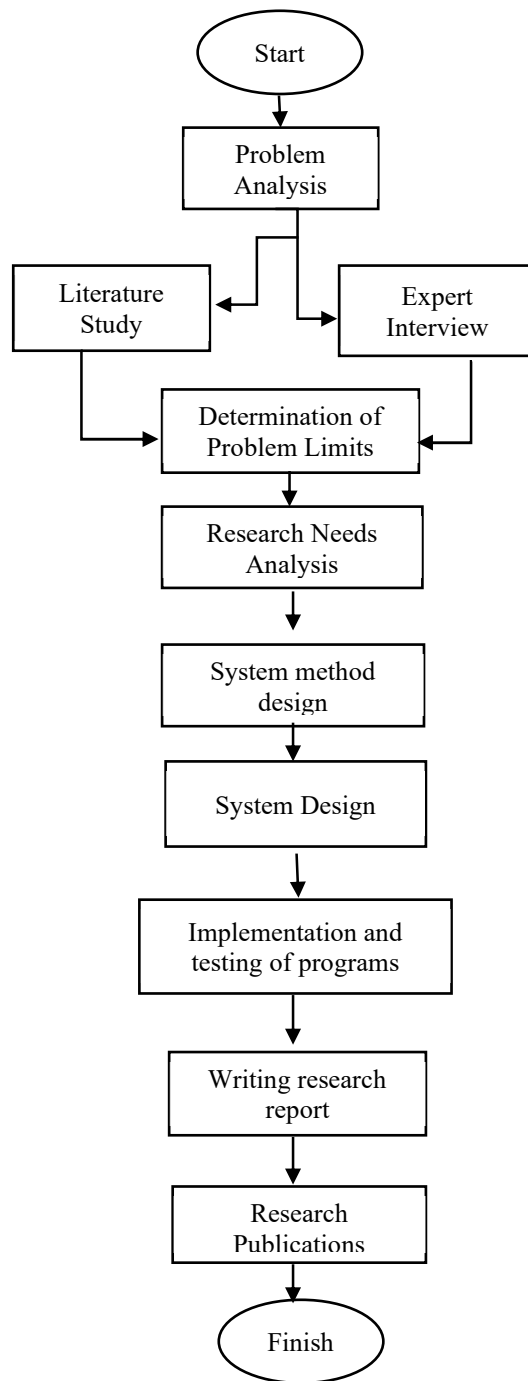 Start
Problem
Analysis
Literature
Study
Expert
Interview
Determination of
Problem Limits
Research Needs
Analysis
System method
design
System Design
Implementation and
testing of programs
Writing research
report
Research
Publications
Finish